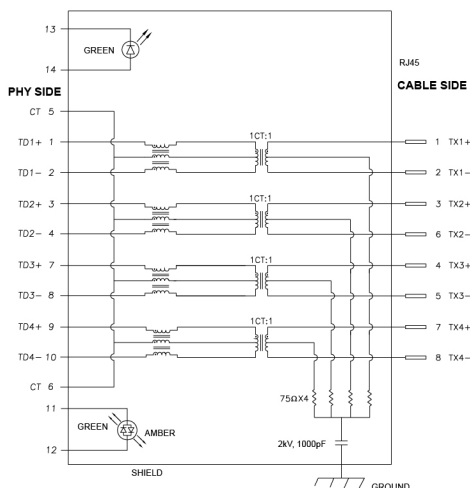 13
GREEN
14
RJ45
PHY SIDE
CABLE SIDE
CT 5
1CT:1
TD1+ 1
1 TX1+
TD1- 2
2 TX1-
1CT:1
TD2+ 3
3 TX2+
TD2- 4
6 TX2-
1CT:1
TD3+ 7
4 TX3+
TD3- 8
5 TX3-
1CT:1
TD4+ 9
7 TX4+
TD4- 10
8 TX4-
CT 6
75ΩX4
11
GREEN AMBER
12
2kV, 1000pF
SHIELD
GROUND